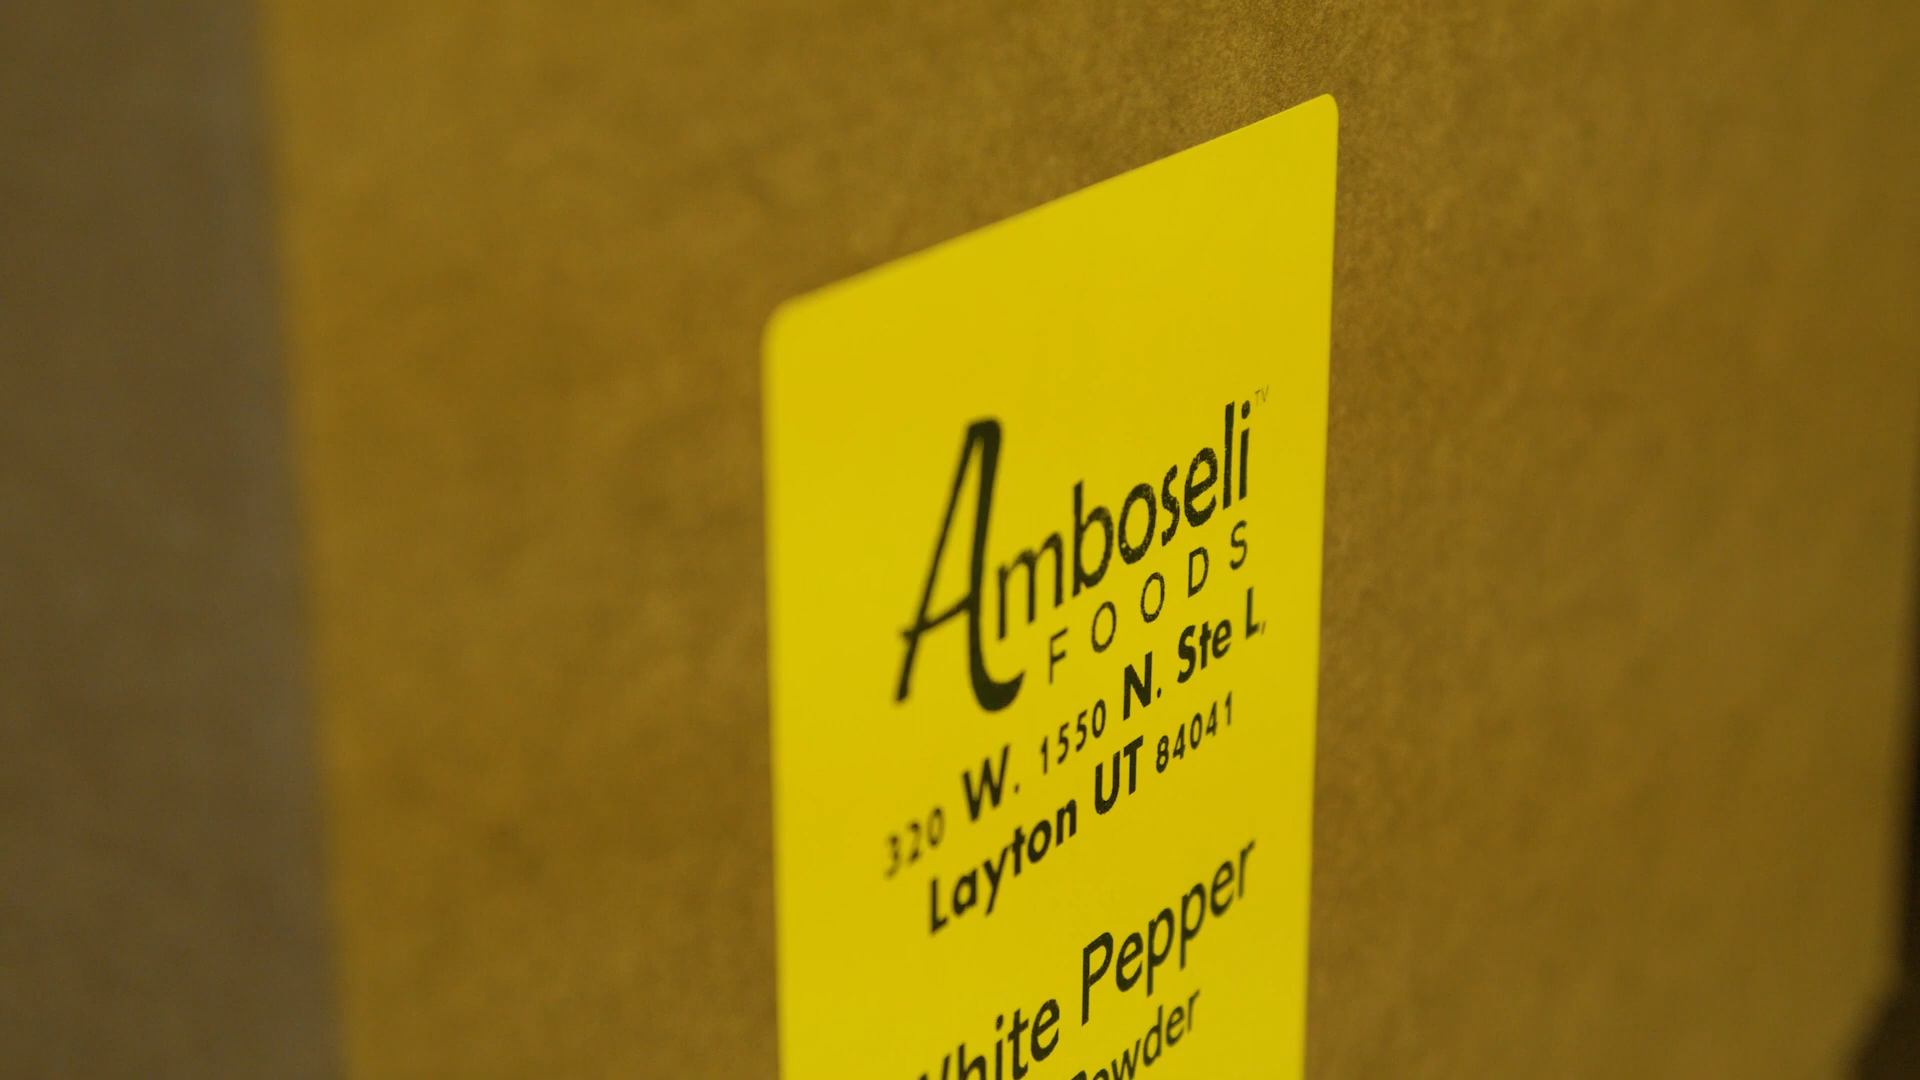 Amboseli
FOODS
320 W. 1550 N. Ste L,
Layton UT 84041
White Pepper
Powder